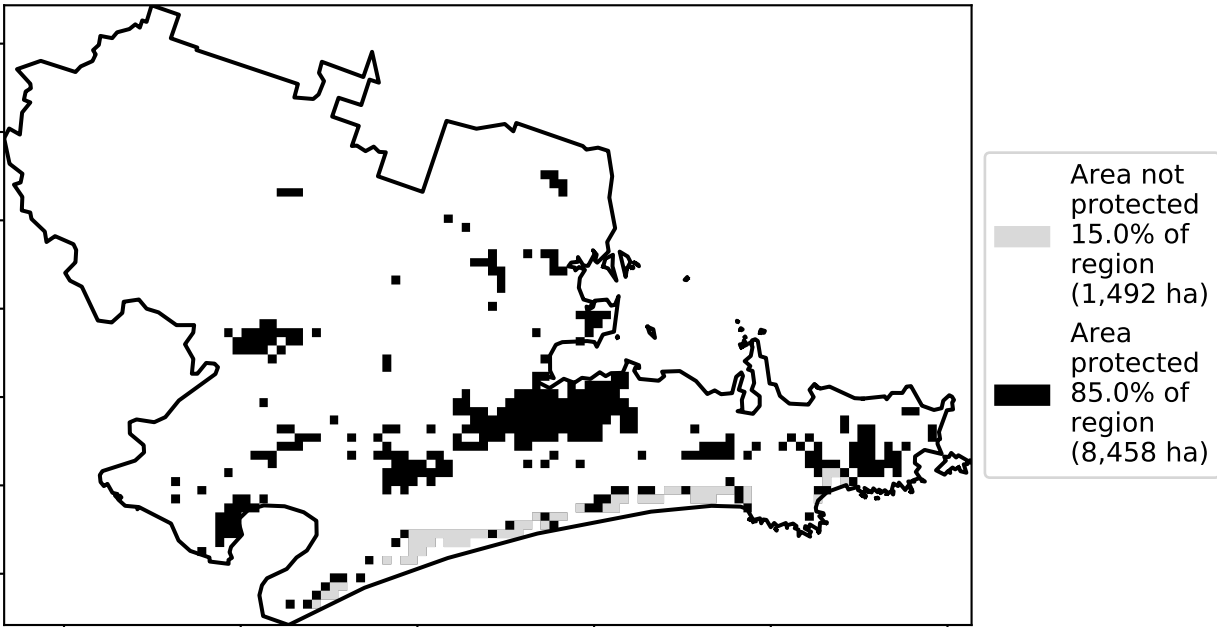 Area not
protected
15.0% of
region
(1,492 ha)
Area
protected
85.0% of
region
(8,458 ha)